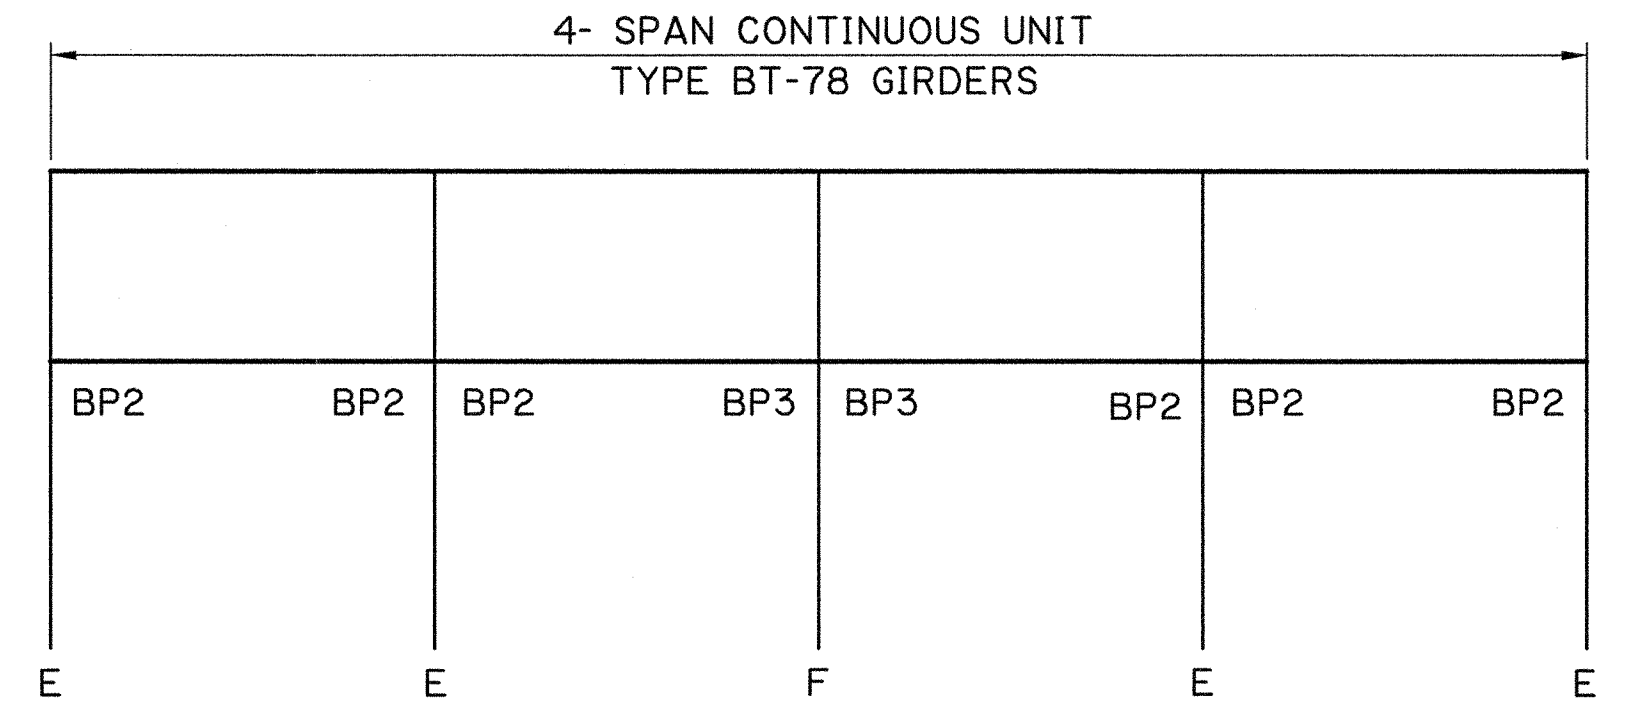 4- SPAN CONTINUOUS UNIT
TYPE BT-78 GIRDERS
BP2 BP2 BP2 BP3 BP3 BP2 BP2 BP2
E E F E E